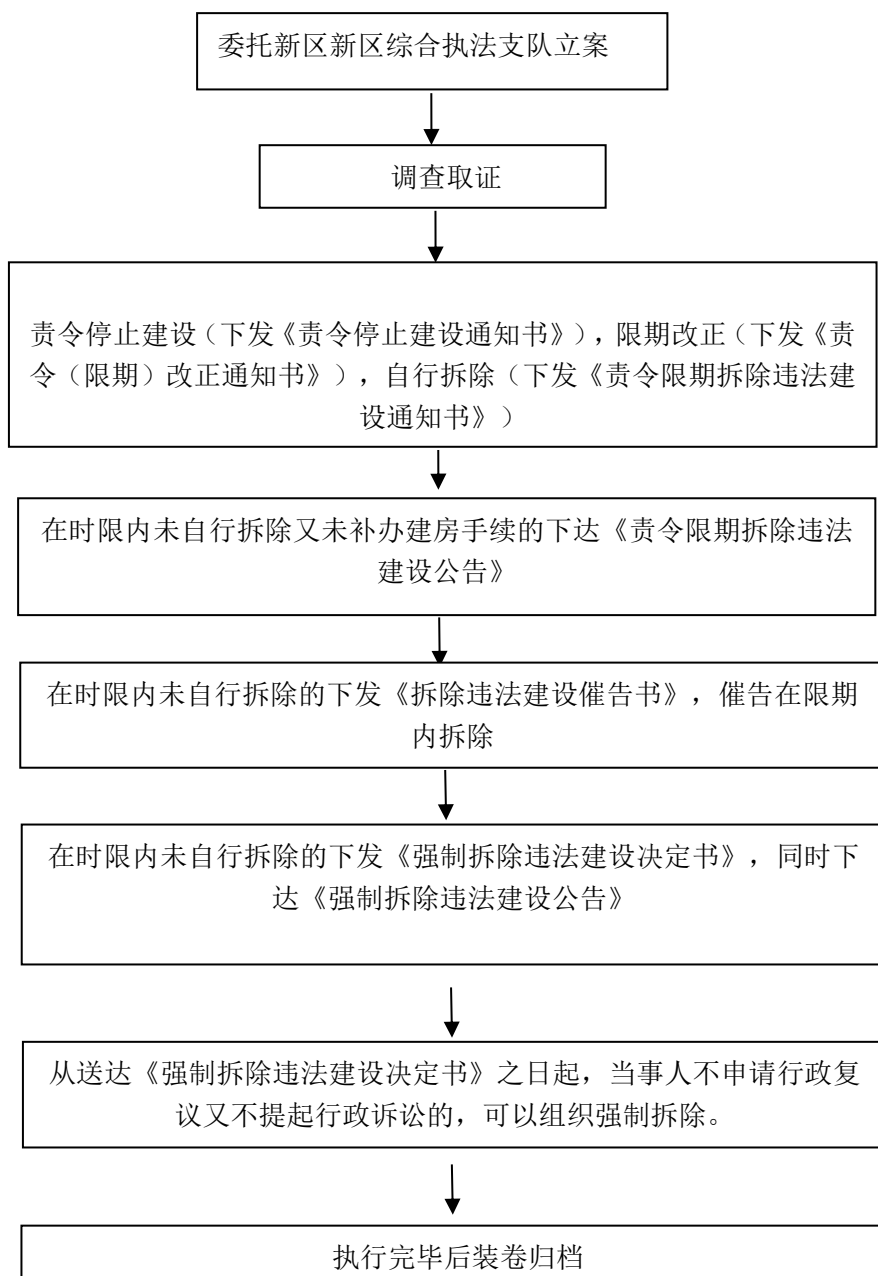 委托新区新区综合执法支队立案
调查取证
责令停止建设（下发《责令停止建设通知书》），限期改正（下发《责
令（限期）改正通知书》），自行拆除（下发《责令限期拆除违法建
设通知书》）
在时限内未自行拆除又未补办建房手续的下达《责令限期拆除违法
建设公告》
在时限内未自行拆除的下发《拆除违法建设催告书》，催告在限期
内拆除
在时限内未自行拆除的下发《强制拆除违法建设决定书》，同时下
达《强制拆除违法建设公告》
从送达《强制拆除违法建设决定书》之日起，当事人不申请行政复
议又不提起行政诉讼的，可以组织强制拆除。
执行完毕后装卷归档